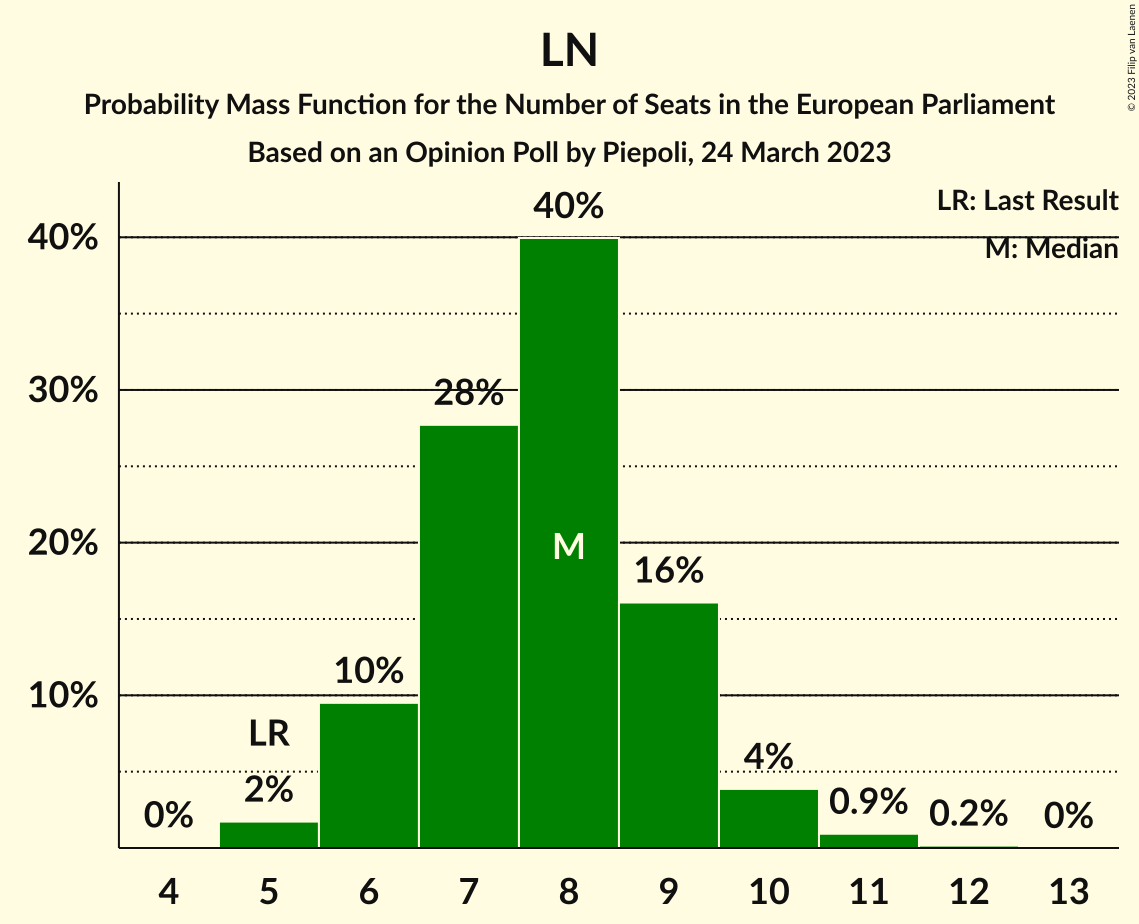 LN
Probability Mass Function for the Number of Seats in the European Parliament
Based on an Opinion Poll by Piepoli, 24 March 2023
© 2023 Filip van Laenen
LR: Last Result
M: Median
40%
30%
20%
10%
0%
LR
2%
10%
28%
40%
M
16%
4%
0.9%
0.2%
0%
4 5 6 7 8 9 10 11 12 13